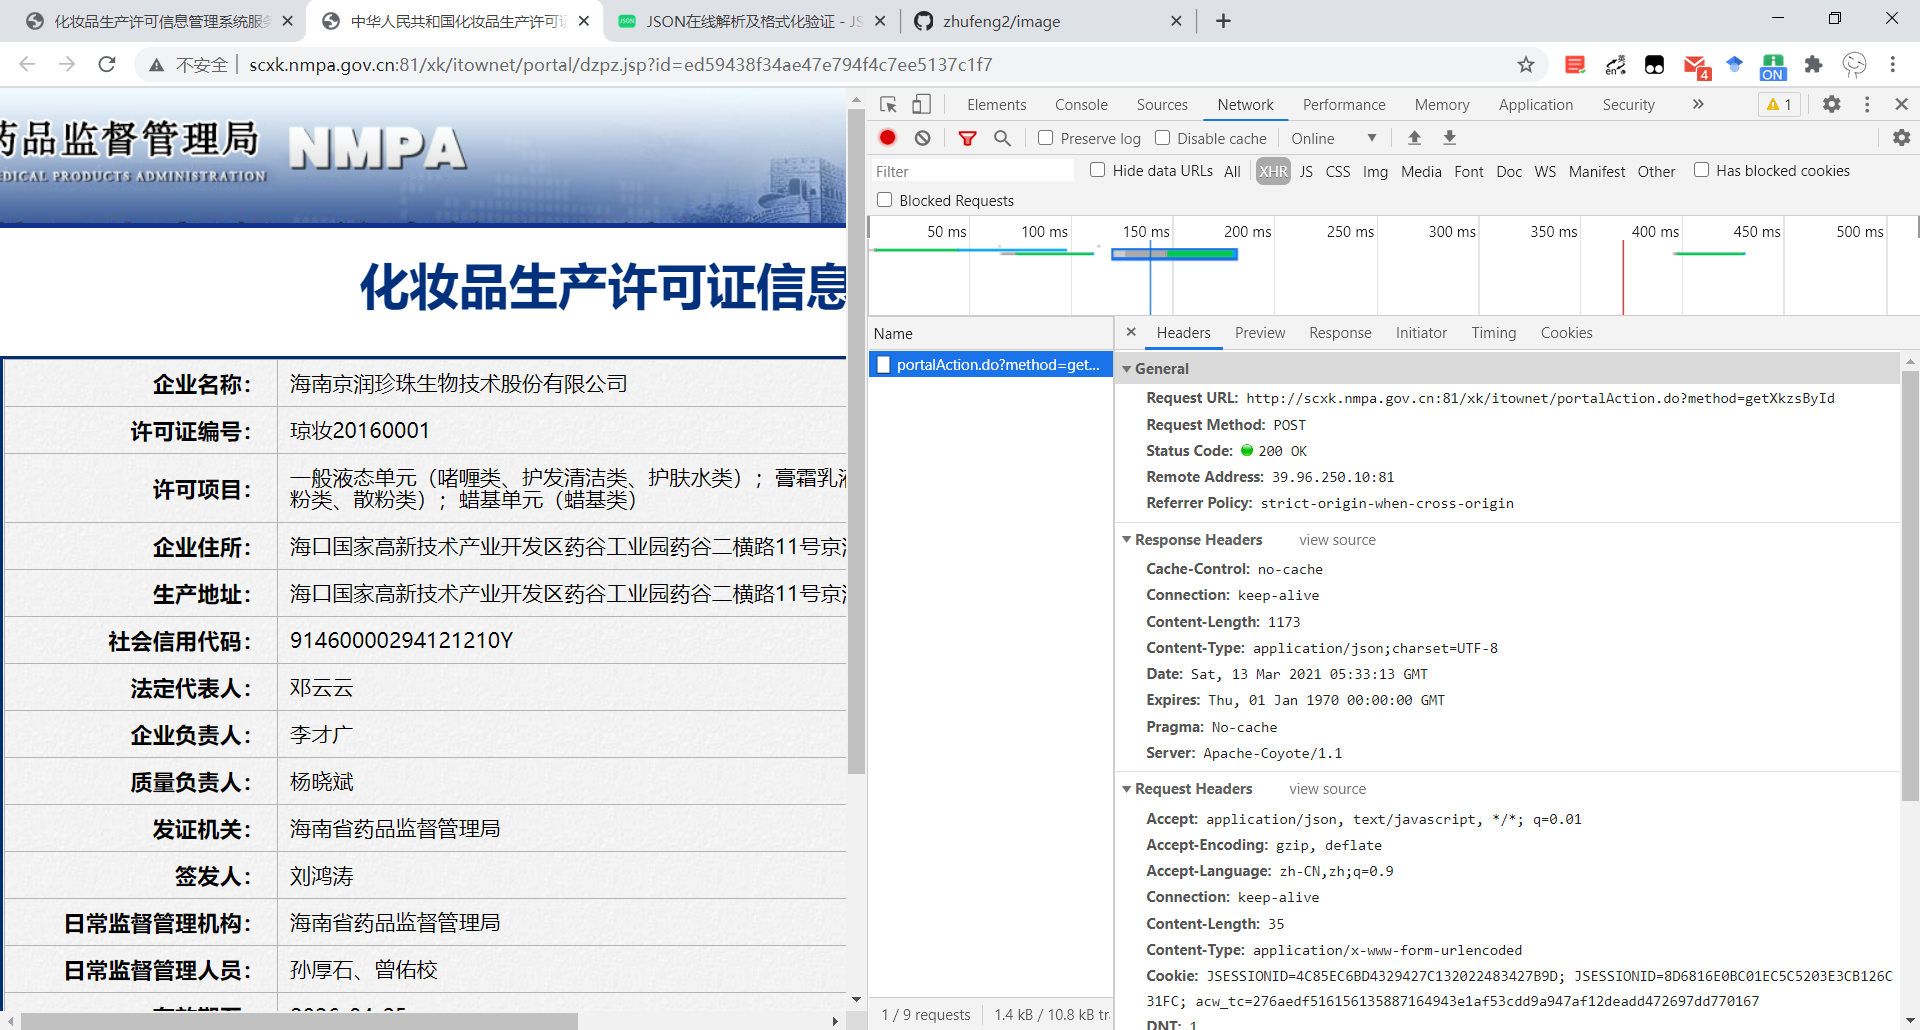 化妆品生产许可信息管理系统服务
中华人民共和国化妆品生产许可证
JSON在线解析及格式化验证 - JS
zhufeng2/image
不安全
scxk.nmpa.gov.cn:81/xk/itownet/portal/dzpz.jsp?id=ed59438f34ae47e794f4c7ee5137c1f7
en 英
4
ON
药品监督管理局
NMPA
EDICAL PRODUCTS ADMINISTRATION
化妆品生产许可证信息
企业名称： 海南京润珍珠生物技术股份有限公司
许可证编号： 琼妆20160001
许可项目： 一般液态单元（啫喱类、护发清洁类、护肤水类）；膏霜乳液
粉类、散粉类）；蜡基单元（蜡基类）
企业住所： 海口国家高新技术产业开发区药谷工业园药谷二横路11号京润
生产地址： 海口国家高新技术产业开发区药谷工业园药谷二横路11号京润
社会信用代码： 91460000294121210Y
法定代表人： 邓云云
企业负责人： 李才广
质量负责人： 杨晓斌
发证机关： 海南省药品监督管理局
签发人： 刘鸿涛
日常监督管理机构： 海南省药品监督管理局
日常监督管理人员： 孙厚石、曾佑校
Elements Console Sources Network Performance Memory Application Security » 1
Preserve log Disable cache Online
Filter Hide data URLs All XHR JS CSS Img Media Font Doc WS Manifest Other Has blocked cookies
Blocked Requests
50 ms 100 ms 150 ms 200 ms 250 ms 300 ms 350 ms 400 ms 450 ms 500 ms
Name
portalAction.do?method=get...
1 / 9 requests 1.4 kB / 10.8 kB tr
Headers Preview Response Initiator Timing Cookies
General
Request URL: http://scxk.nmpa.gov.cn:81/xk/itownet/portalAction.do?method=getXkzsById
Request Method: POST
Status Code: 200 OK
Remote Address: 39.96.250.10:81
Referrer Policy: strict-origin-when-cross-origin
Response Headers view source
Cache-Control: no-cache
Connection: keep-alive
Content-Length: 1173
Content-Type: application/json;charset=UTF-8
Date: Sat, 13 Mar 2021 05:33:13 GMT
Expires: Thu, 01 Jan 1970 00:00:00 GMT
Pragma: No-cache
Server: Apache-Coyote/1.1
Request Headers view source
Accept: application/json, text/javascript, */*; q=0.01
Accept-Encoding: gzip, deflate
Accept-Language: zh-CN,zh;q=0.9
Connection: keep-alive
Content-Length: 35
Content-Type: application/x-www-form-urlencoded
Cookie: JSESSIONID=4C85EC6BD4329427C132022483427B9D; JSESSIONID=8D6816E0BC01EC5C5203E3CB126C
31FC; acw_tc=276aedf516156135887164943e1af53cdd9a947af12deadd472697dd770167
DNT: 1